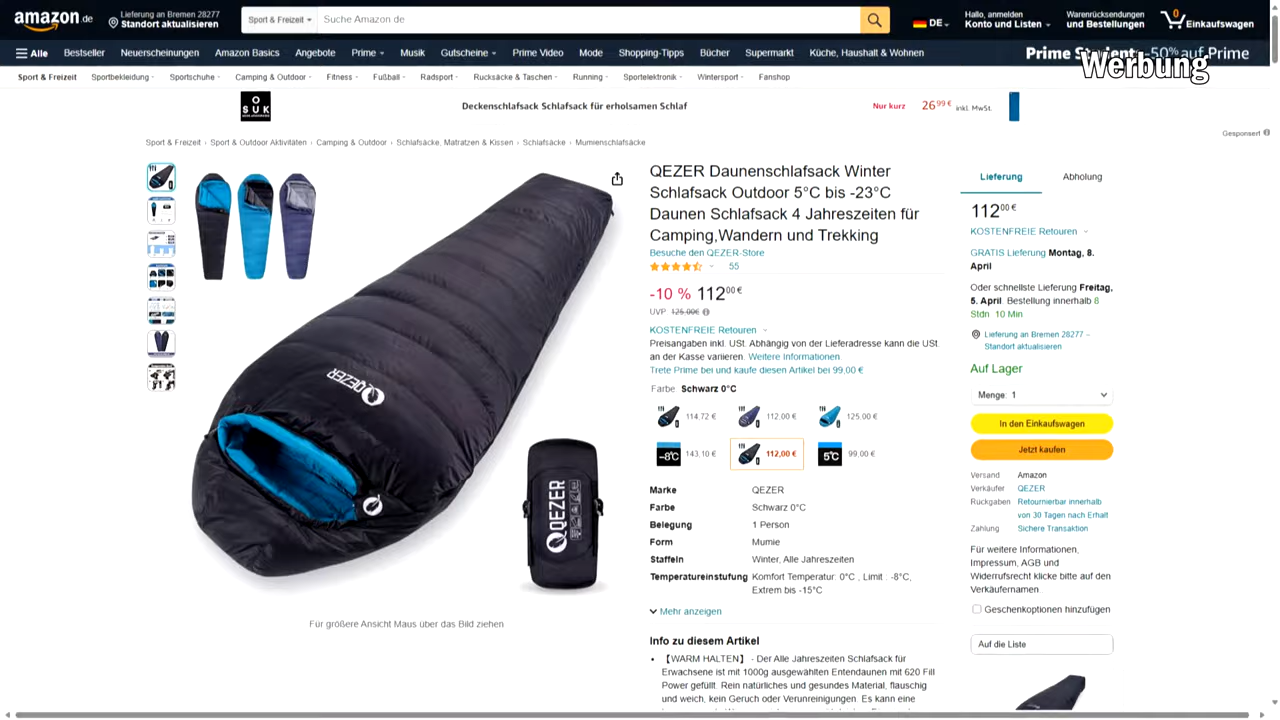 amazon.de
Lieferung an Bremen 28277
Standort aktualisieren
Sport & Freizeit
Suche Amazon.de
DE
Hallo, anmelden
Konto und Listen
Warenrücksendungen
und Bestellungen
0
Einkaufswagen
Alle Bestseller Neuerscheinungen Amazon Basics Angebote Prime Musik Gutscheine Prime Video Mode Shopping-Tipps Bücher Supermarkt Küche, Haushalt & Wohnen
-50% auf Prime
Werbung
Sport & Freizeit Sportbekleidung Sportschuhe Camping & Outdoor Fitness Fußball Radsport Rucksäcke & Taschen Running Sportelektronik Wintersport Fanshop
OSUK
Deckenschlafsack Schlafsack für erholsamen Schlaf
Nur kurz 26 99 € inkl. MwSt.
Gesponsert
Sport & Freizeit › Sport & Outdoor Aktivitäten › Camping & Outdoor › Schlafsäcke, Matratzen & Kissen › Schlafsäcke › Mumienschlafsäcke
QEZER
QEZER
Für größere Ansicht Maus über das Bild ziehen
QEZER Daunenschlafsack Winter
Schlafsack Outdoor 5°C bis -23°C
Daunen Schlafsack 4 Jahreszeiten für
Camping,Wandern und Trekking
Besuche den QEZER-Store
55
-10 % 112 00 €
UVP 125,00€
KOSTENFREIE Retouren
Preisangaben inkl. USt. Abhängig von der Lieferadresse kann die USt.
an der Kasse variieren. Weitere Informationen
Trete Prime bei und kaufe diesen Artikel bei 99,00 €
Farbe Schwarz 0°C
114,72 € 112,00 € 125,00 €
-8℃ 143,10 € 112,00 € 5℃ 99,00 €
Marke QEZER
Farbe Schwarz 0°C
Belegung 1 Person
Form Mumie
Staffeln Winter, Alle Jahreszeiten
Temperatureinstufung Komfort Temperatur: 0°C , Limit : -8°C,
Extrem bis -15°C
Mehr anzeigen
Info zu diesem Artikel
• 【WARM HALTEN】 - Der Alle Jahreszeiten Schlafsack für
Erwachsene ist mit 1000g ausgewählten Entendaunen mit 620 Fill
Power gefüllt. Rein natürliches und gesundes Material, flauschig
und weich, kein Geruch oder Verunreinigungen. Es kann eine
Lieferung Abholung
112 00 €
KOSTENFREIE Retouren
GRATIS Lieferung Montag, 8.
April
Oder schnellste Lieferung Freitag,
5. April. Bestellung innerhalb 8
Stdn. 10 Min
Lieferung an Bremen 28277 –
Standort aktualisieren
Auf Lager
Menge: 1
In den Einkaufswagen
Jetzt kaufen
Versand Amazon
Verkäufer QEZER
Rückgaben Retournierbar innerhalb
von 30 Tagen nach Erhalt
Zahlung Sichere Transaktion
Für weitere Informationen,
Impressum, AGB und
Widerrufsrecht klicke bitte auf den
Verkäufernamen.
Geschenkoptionen hinzufügen
Auf die Liste